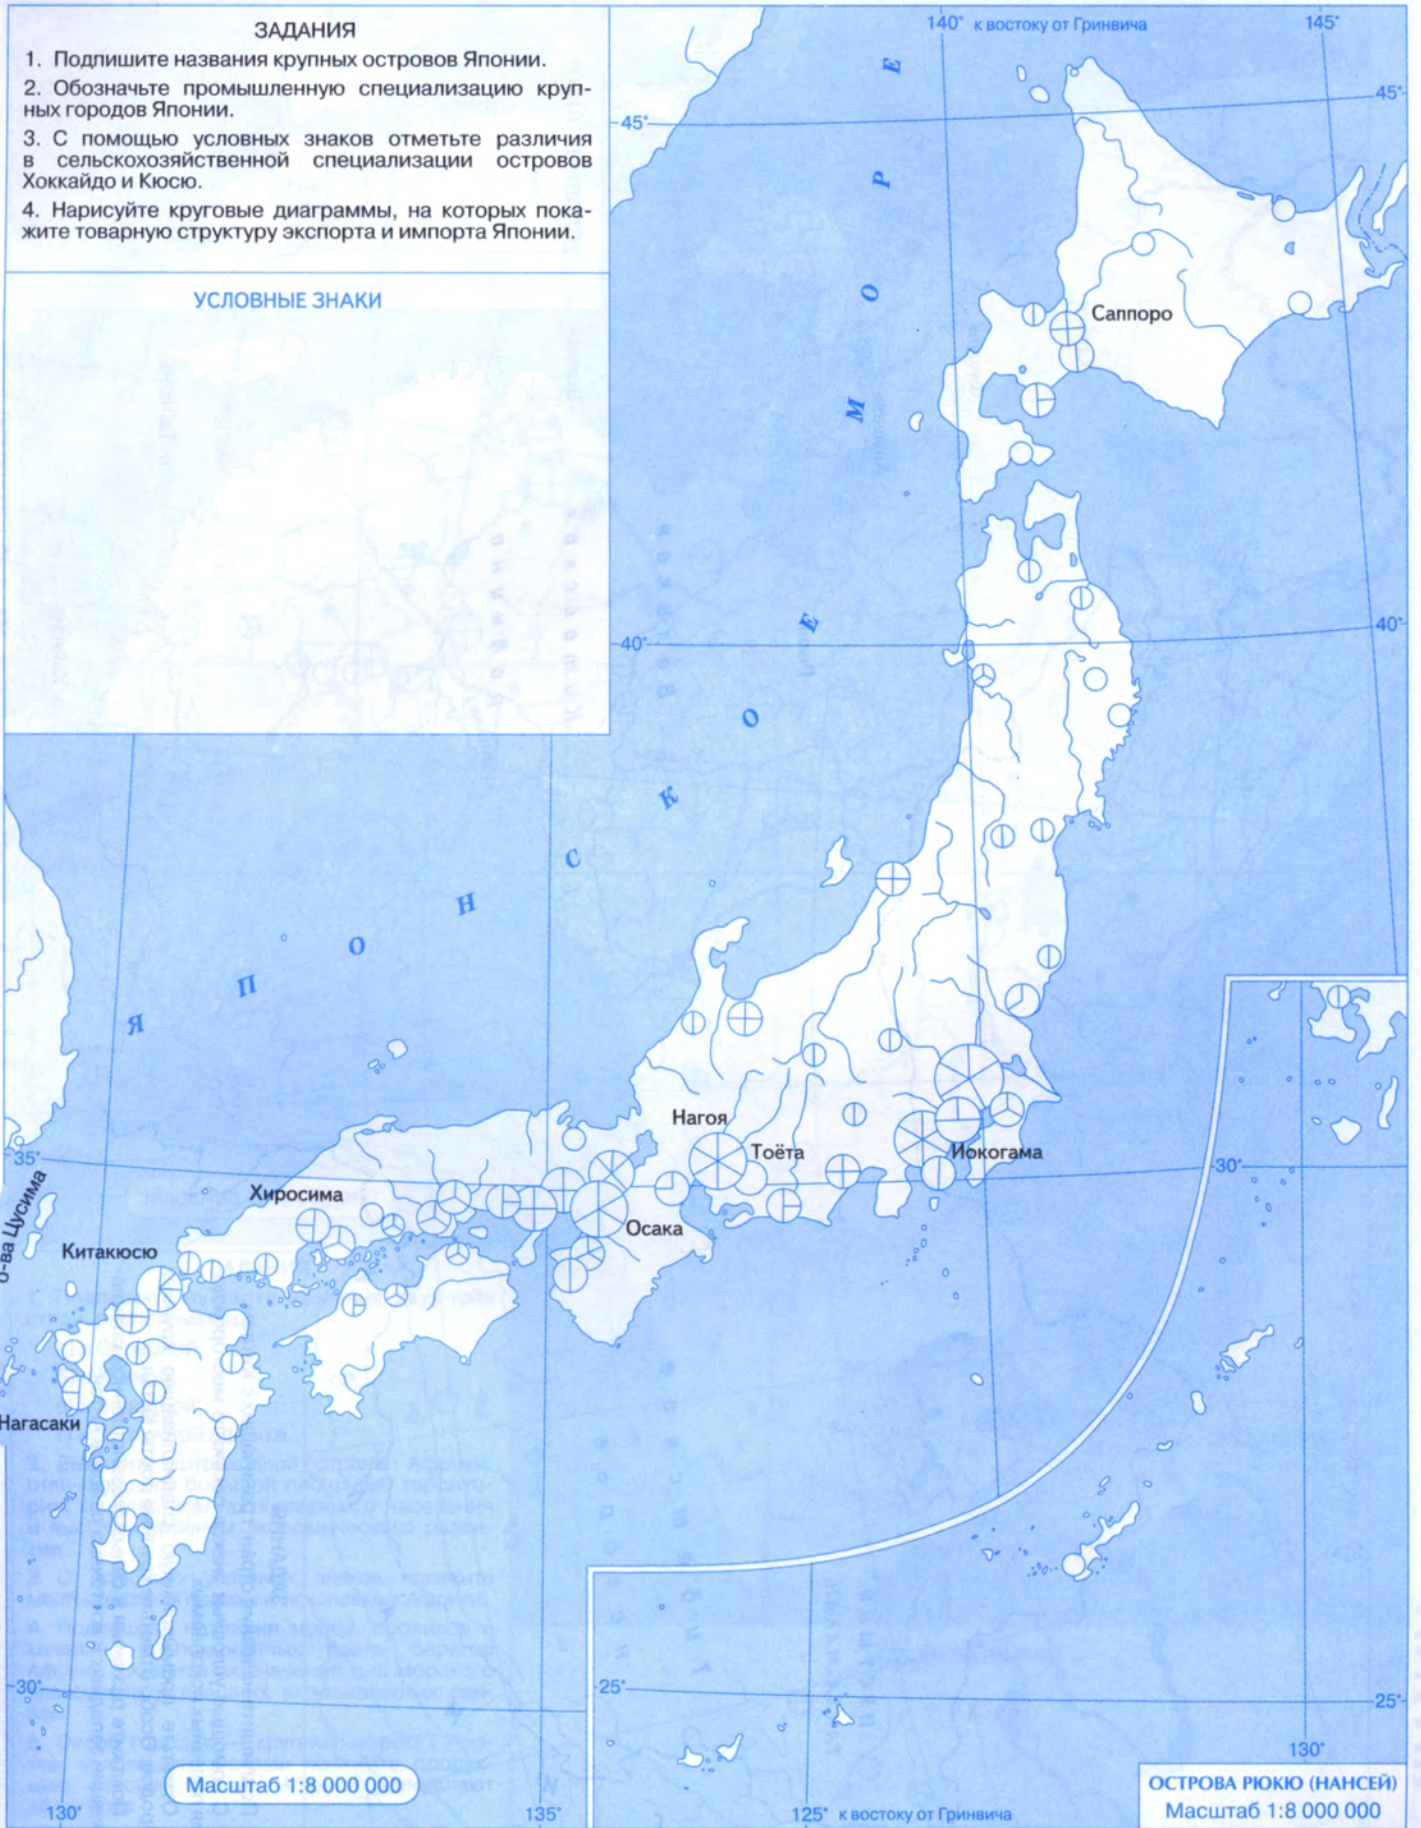 ЗАДАНИЯ
1. Подпишите названия крупных островов Японии.
2. Обозначьте промышленную специализацию круп-
ных городов Японии.
3. С помощью условных знаков отметьте различия
в сельскохозяйственной специализации островов
Хоккайдо и Кюсю.
4. Нарисуйте круговые диаграммы, на которых пока-
жите товарную структуру экспорта и импорта Японии.
УСЛОВНЫЕ ЗНАКИ
140° к востоку от Гринвича
145°
45°
45°
Саппоро
40°
40°
ЯПОНСКОЕ МОРЕ
Нагоя
Тоёта
Иокогама
35°
о-ва Цусима
Хиросима
Осака
Китакюсю
Нагасаки
30°
30°
25°
25°
Масштаб 1:8 000 000
130°
135°
125° к востоку от Гринвича
130°
ОСТРОВА РЮКЮ (НАНСЕЙ)
Масштаб 1:8 000 000